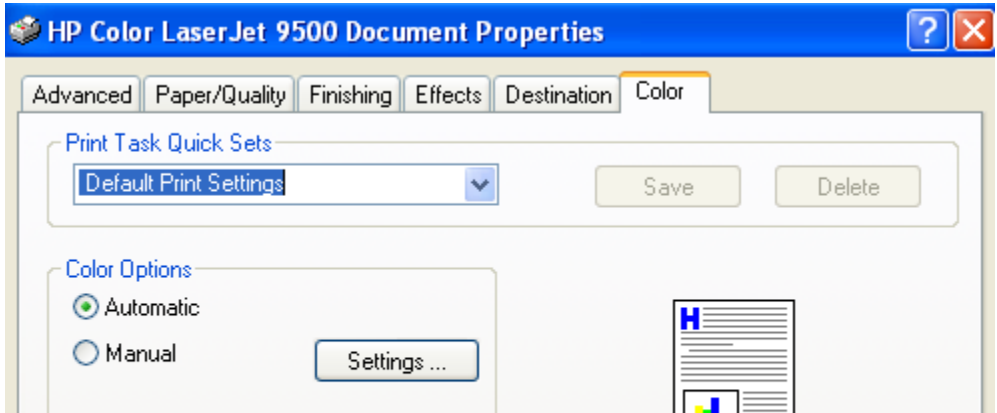 HP Color LaserJet 9500 Document Properties
Advanced Paper/Quality Finishing Effects Destination Color
Print Task Quick Sets
Default Print Settings Save Delete
Color Options
Automatic
Manual Settings ...
H